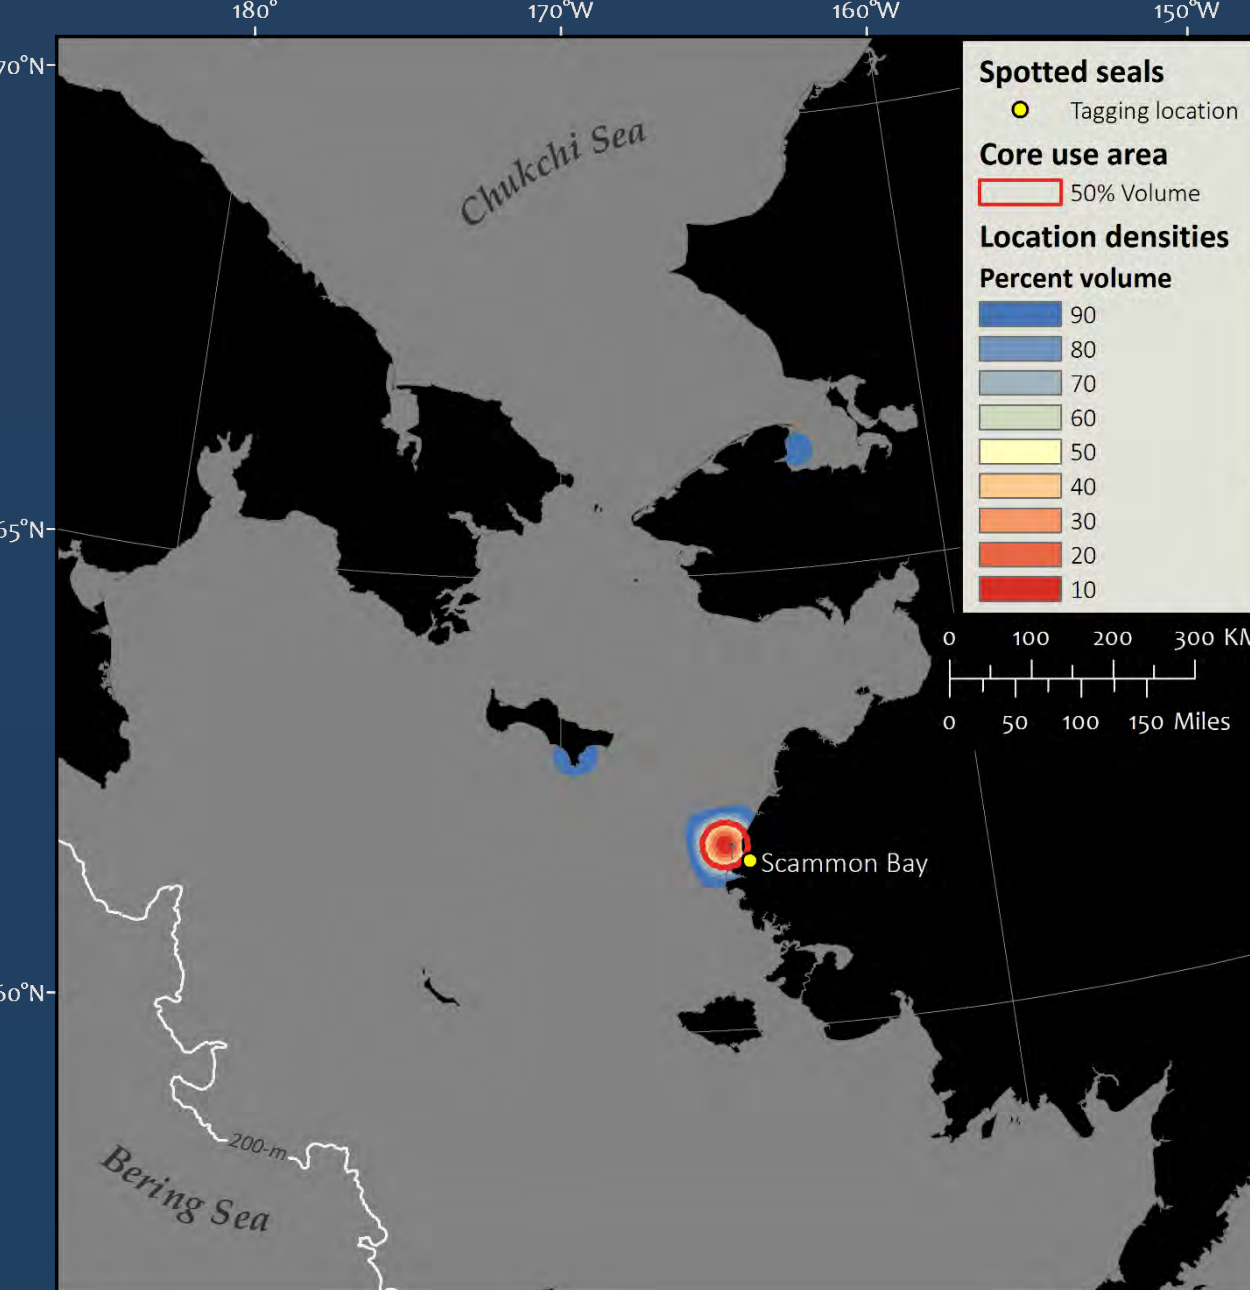 180°
170°W
160°W
150°W
70°N
65°N
60°N
Chukchi Sea
Spotted seals
Tagging location
Core use area
50% Volume
Location densities
Percent volume
90
80
70
60
50
40
30
20
10
0 100 200 300
0 50 100 150 Miles
Scammon Bay
200-m
Bering Sea